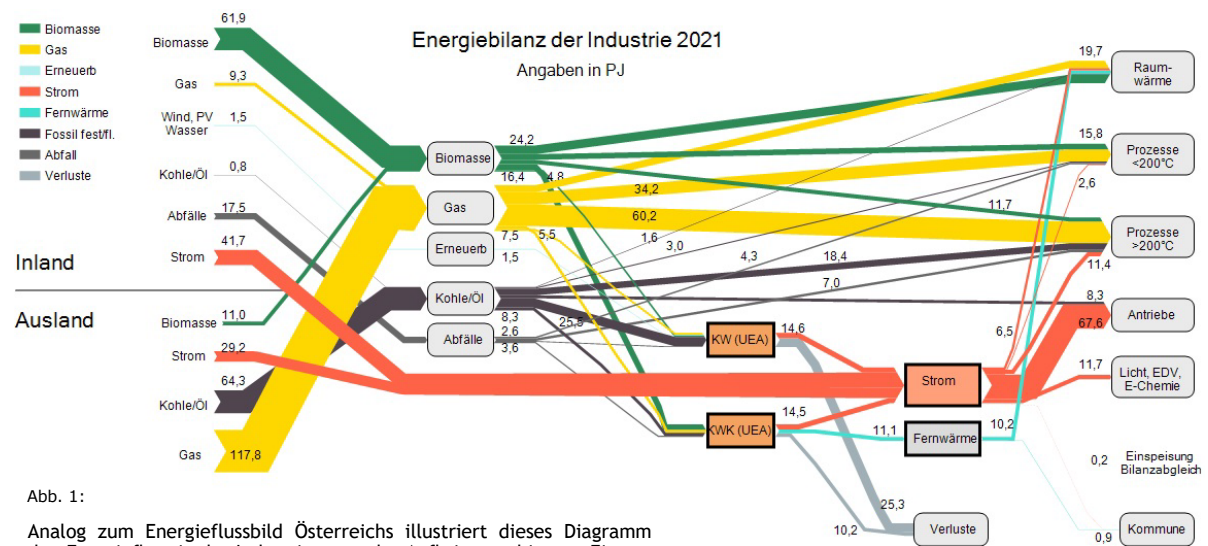 Energiebilanz der Industrie 2021
Angaben in PJ
Biomasse
Gas
Erneuerb
Strom
Fernwärme
Fossil fest/fl.
Abfall
Verluste
Inland
Ausland
61,9
Biomasse
9,3
Gas
1,5
Wind, PV
Wasser
0,8
Kohle/Öl
17,5
Abfälle
41,7
Strom
11,0
Biomasse
29,2
Strom
64,3
Kohle/Öl
117,8
Gas
Biomasse
Gas
Erneuerb
Kohle/Öl
Abfälle
24,2
16,4
4,8
34,2
60,2
7,5
5,5
1,5
1,6
3,0
4,3
18,4
7,0
8,3
2,6
25,5
3,6
KW (UEA)
KWK (UEA)
14,6
14,5
11,1
Strom
Fernwärme
10,2
6,5
25,3
10,2
Verluste
19,7
Raum-
wärme
15,8
Prozesse
<200°C
2,6
11,7
Prozesse
>200°C
11,4
8,3
67,6
Antriebe
11,7
Licht, EDV,
E-Chemie
0,2
Einspeisung
Bilanzabgleich
0,9
Kommune
Abb. 1:
Analog zum Energieflussbild Österreichs illustriert dieses Diagramm